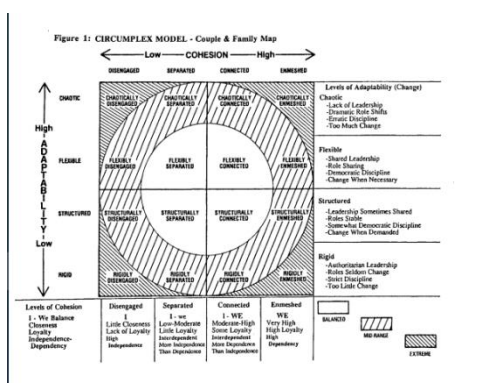 Figure 1: CIRCUMPLEX MODEL - Couple & Family Map
Low COHESION High
DISENGAGED SEPARATED CONNECTED ENMESHED
High ADAPTABILITY Low
CHAOTIC
CHAOTICALLY DISENGAGED
CHAOTICALLY SEPARATED
CHAOTICALLY CONNECTED
CHAOTICALLY ENMESHED
FLEXIBLE
FLEXIBLY DISENGAGED
FLEXIBLY SEPARATED
FLEXIBLY CONNECTED
FLEXIBLY ENMESHED
STRUCTURED
STRUCTURALLY DISENGAGED
STRUCTURALLY SEPARATED
STRUCTURALLY CONNECTED
STRUCTURALLY ENMESHED
RIGID
RIGIDLY DISENGAGED
RIGIDLY SEPARATED
RIGIDLY CONNECTED
RIGIDLY ENMESHED
Levels of Adaptability (Change)
Chaotic
-Lack of Leadership
-Dramatic Role Shifts
-Erratic Discipline
-Too Much Change
Flexible
-Shared Leadership
-Role Sharing
-Democratic Discipline
-Change When Necessary
Structured
-Leadership Sometimes Shared
-Roles Stable
-Somewhat Democratic Discipline
-Change When Demanded
Rigid
-Authoritarian Leadership
-Roles Seldom Change
-Strict Discipline
-Too Little Change
Levels of Cohesion
I - We Balance
Closeness
Loyalty
Independence-
Dependency
Disengaged
I
Little Closeness
Lack of Loyalty
High
Independence
Separated
I - we
Low-Moderate
Little Loyalty
Interdependent
More Independence
Than Dependence
Connected
I - WE
Moderate-High
Some Loyalty
Interdependent
More Dependence
Than Independence
Enmeshed
WE
Very High
High Loyalty
High
Dependency
BALANCED
MID-RANGE
EXTREME